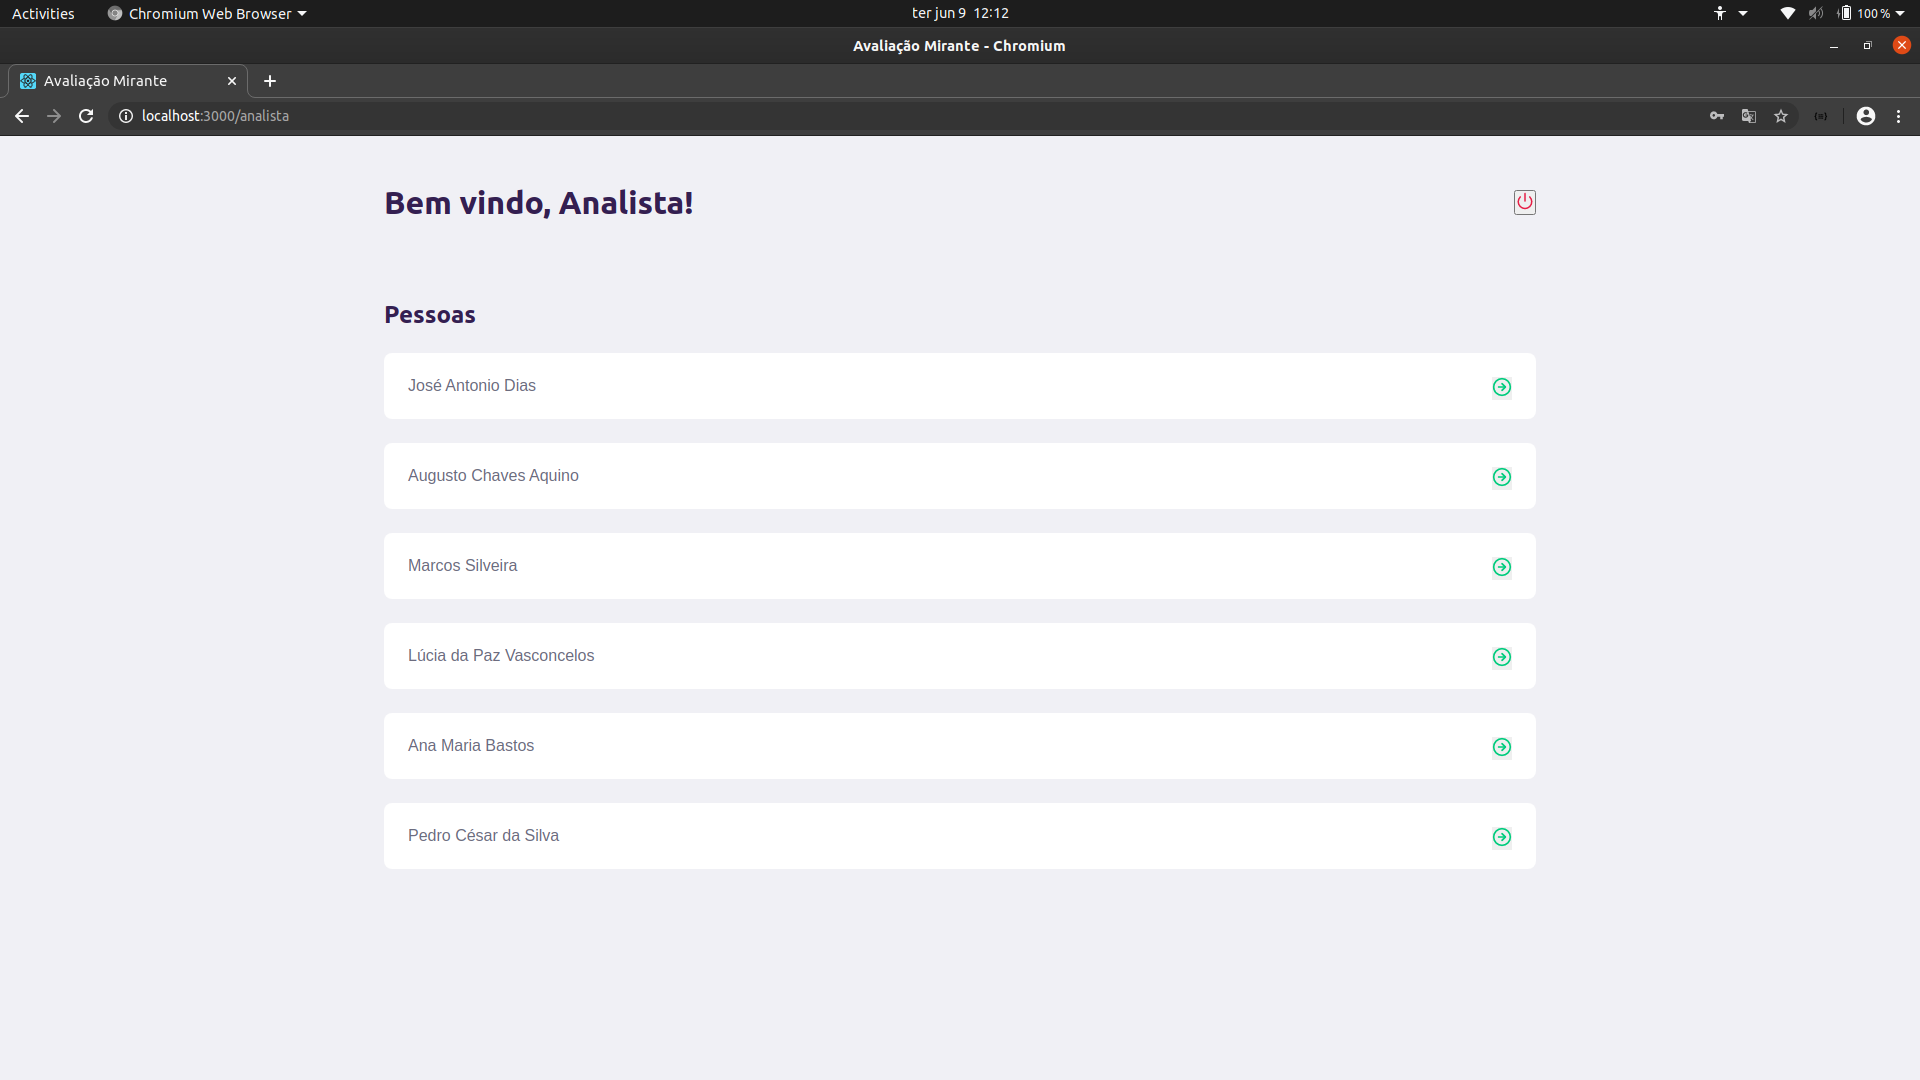 Activities
Chromium Web Browser
ter jun 9 12:12
100 %
Avaliação Mirante - Chromium
Avaliação Mirante
localhost:3000/analista
Bem vindo, Analista!
Pessoas
José Antonio Dias
Augusto Chaves Aquino
Marcos Silveira
Lúcia da Paz Vasconcelos
Ana Maria Bastos
Pedro César da Silva